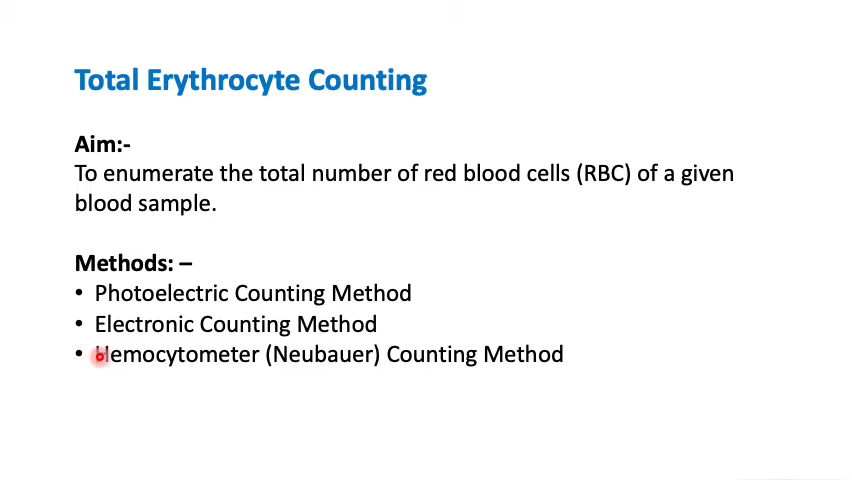 Total Erythrocyte Counting
Aim:-
To enumerate the total number of red blood cells (RBC) of a given
blood sample.
Methods: –
• Photoelectric Counting Method
• Electronic Counting Method
• Hemocytometer (Neubauer) Counting Method